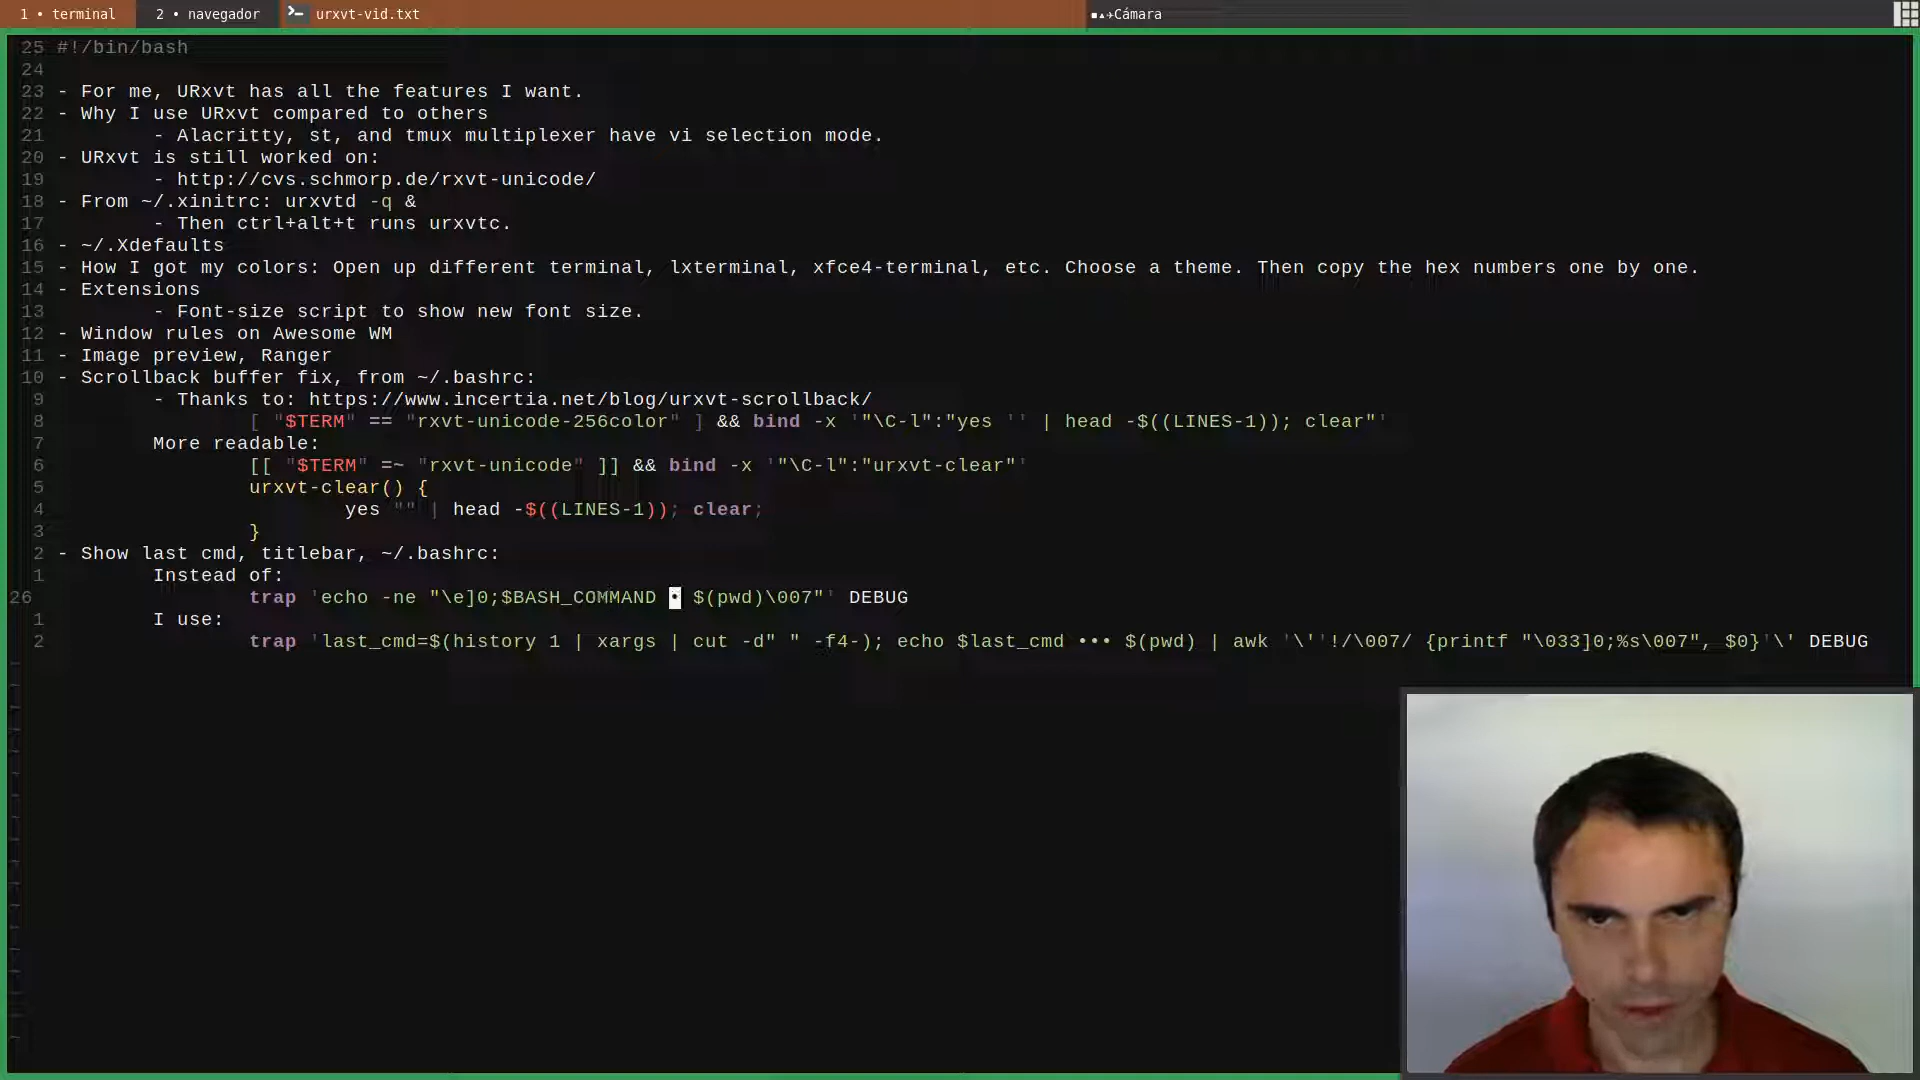 1 • terminal 2 • navegador urxvt-vid.txt ▪▴✈Cámara
25 #!/bin/bash
24
23 - For me, URxvt has all the features I want.
22 - Why I use URxvt compared to others
21 - Alacritty, st, and tmux multiplexer have vi selection mode.
20 - URxvt is still worked on:
19 - http://cvs.schmorp.de/rxvt-unicode/
18 - From ~/.xinitrc: urxvtd -q &
17 - Then ctrl+alt+t runs urxvtc.
16 - ~/.Xdefaults
15 - How I got my colors: Open up different terminal, lxterminal, xfce4-terminal, etc. Choose a theme. Then copy the hex numbers one by one.
14 - Extensions
13 - Font-size script to show new font size.
12 - Window rules on Awesome WM
11 - Image preview, Ranger
10 - Scrollback buffer fix, from ~/.bashrc:
9 - Thanks to: https://www.incertia.net/blog/urxvt-scrollback/
8 [ "$TERM" == "rxvt-unicode-256color" ] && bind -x '"\C-l":"yes '' | head -$((LINES-1)); clear"'
7 More readable:
6 [[ "$TERM" =~ "rxvt-unicode" ]] && bind -x '"\C-l":"urxvt-clear"'
5 urxvt-clear() {
4 yes "" | head -$((LINES-1)); clear;
3 }
2 - Show last cmd, titlebar, ~/.bashrc:
1 Instead of:
26 trap 'echo -ne "\e]0;$BASH_COMMAND • $(pwd)\007"' DEBUG
1 I use:
2 trap 'last_cmd=$(history 1 | xargs | cut -d" " -f4-); echo $last_cmd ••• $(pwd) | awk '\''!/\007/ {printf "\033]0;%s\007", $0}'\' DEBUG